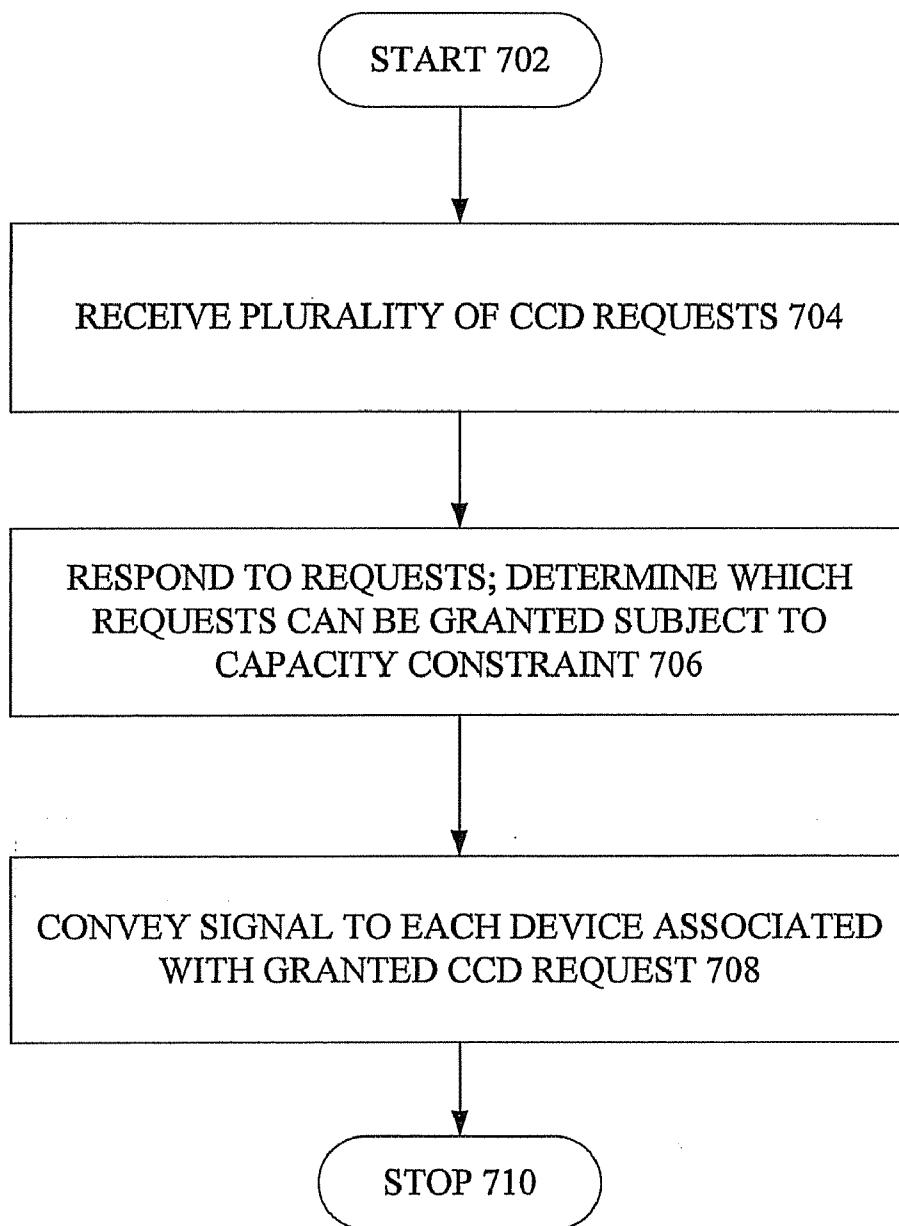 START 702
RECEIVE PLURALITY OF CCD REQUESTS 704
RESPOND TO REQUESTS; DETERMINE WHICH
REQUESTS CAN BE GRANTED SUBJECT TO
CAPACITY CONSTRAINT 706
CONVEY SIGNAL TO EACH DEVICE ASSOCIATED
WITH GRANTED CCD REQUEST 708
STOP 710